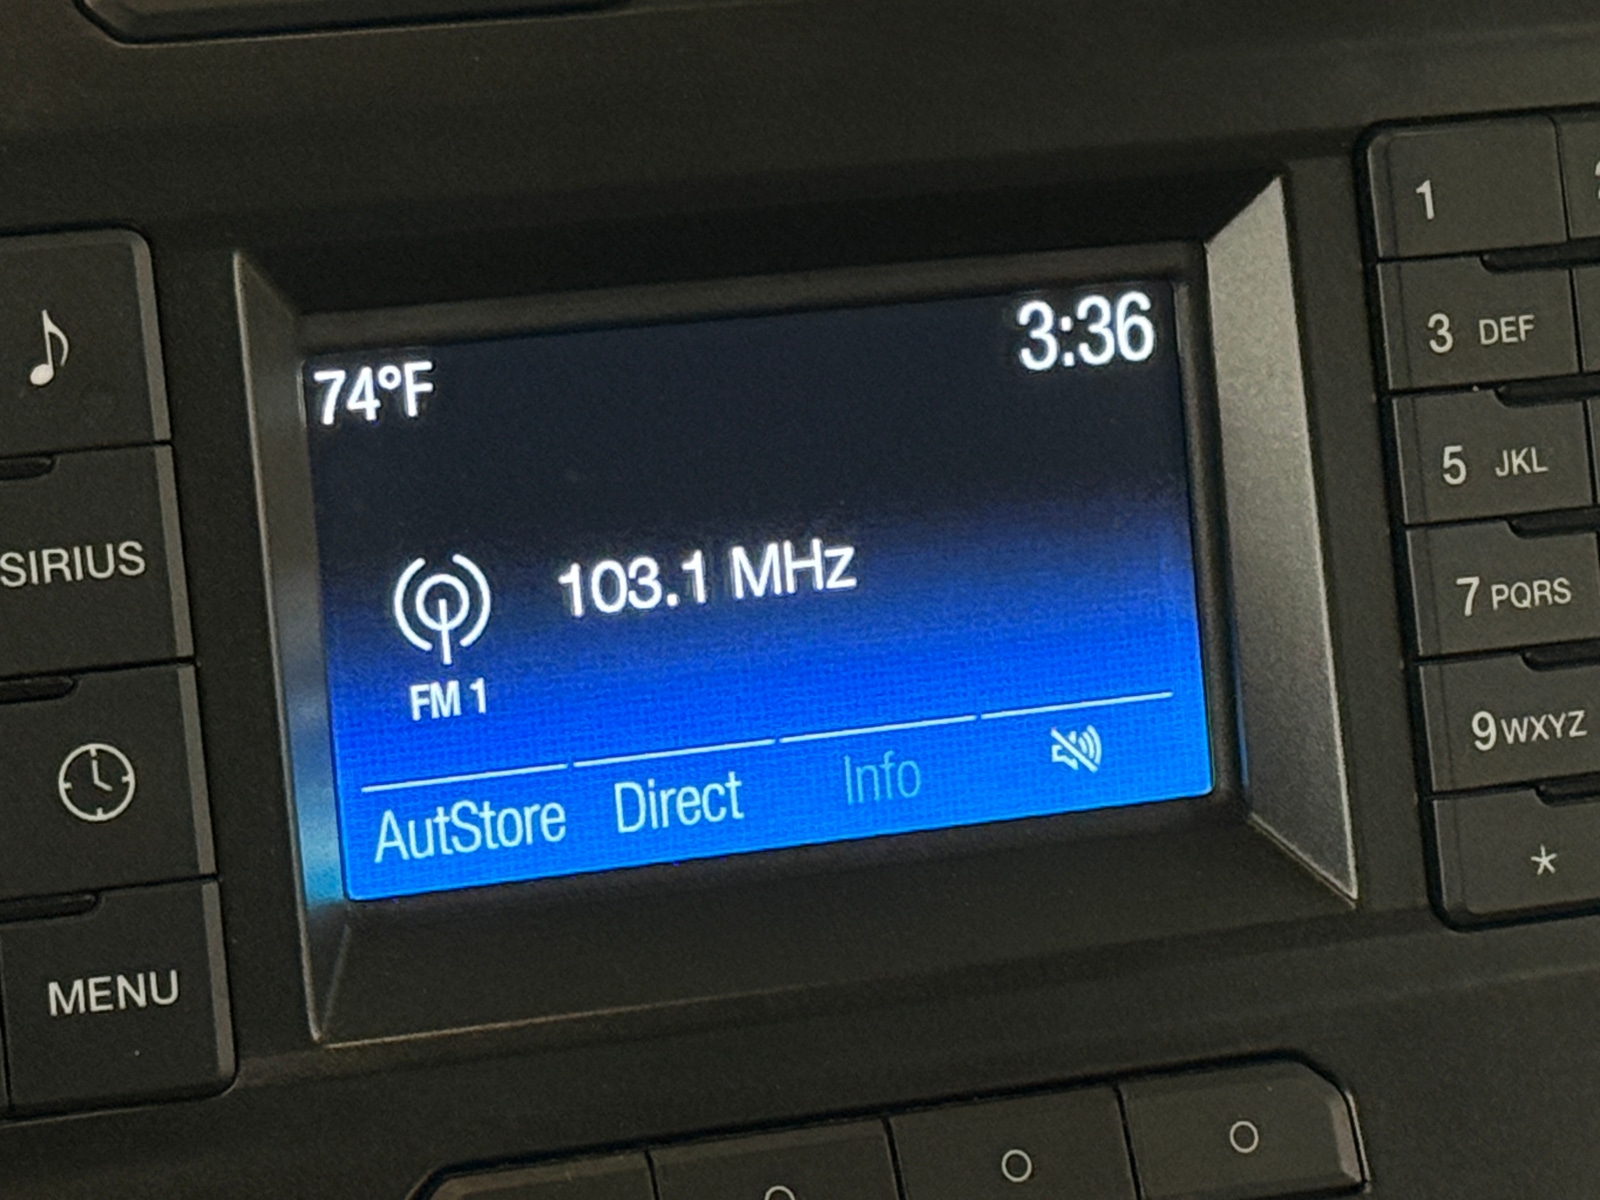 74°F
3:36
103.1 MHz
FM 1
AutStore Direct Info
SIRIUS
MENU
1
3 DEF
5 JKL
7 PQRS
9 WXYZ
*